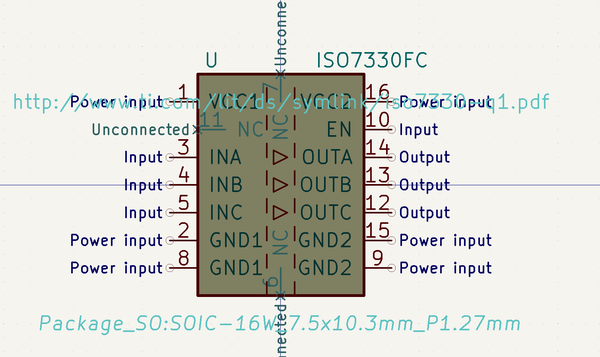 Unconne
U ISO7330FC
7
Power input 1 VCC1 VCC2 16 Power input
http://www.ti.com/lit/ds/symlink/iso7330-q1.pdf
Unconnected 11 NC NC EN 10 Input
Input 3 INA OUTA 14 Output
Input 4 INB OUTB 13 Output
Input 5 INC OUTC 12 Output
Power input 2 GND1 NC GND2 15 Power input
Power input 8 GND1 GND2 9 Power input
6
Package_SO:SOIC-16W_7.5x10.3mm_P1.27mm
nected